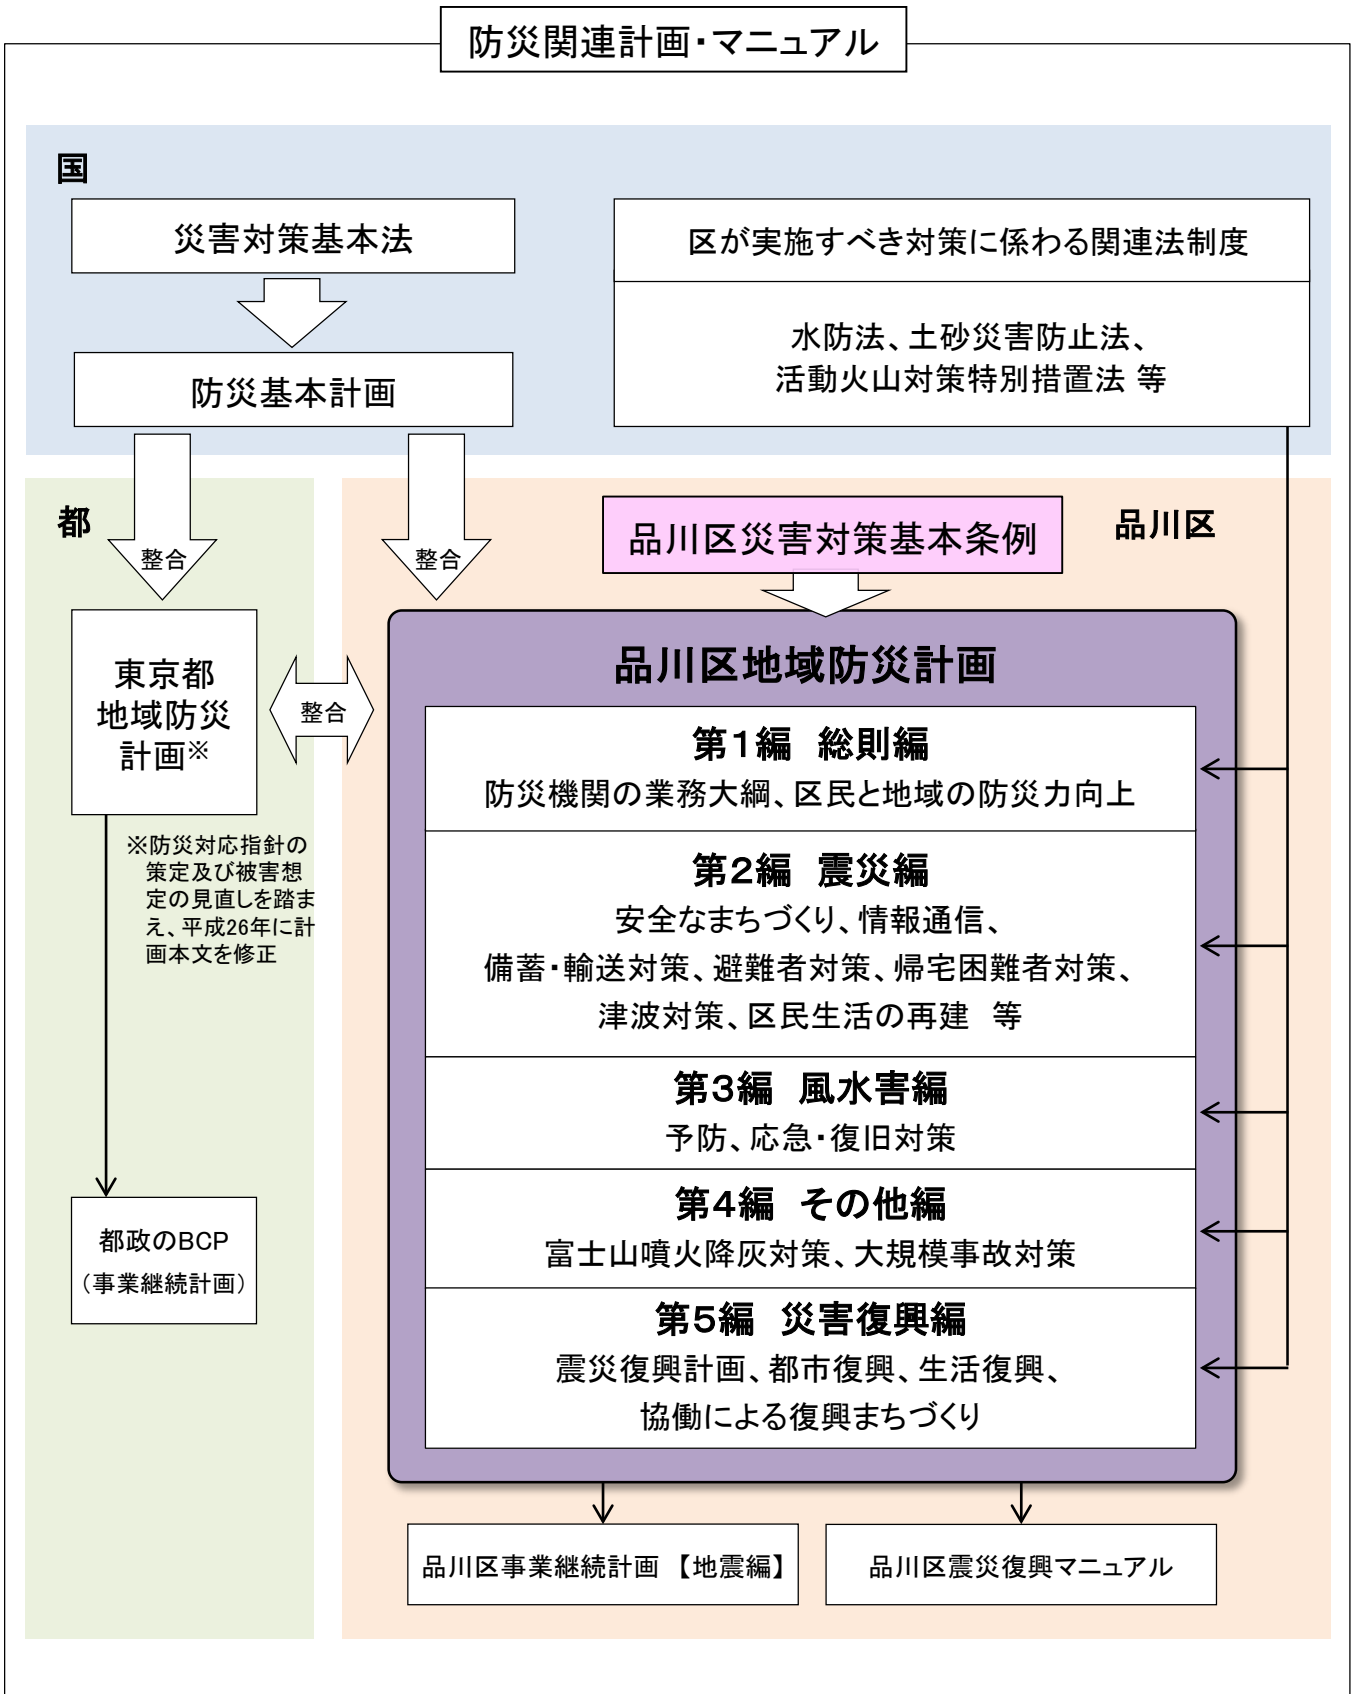 防災関連計画・マニュアル
国
災害対策基本法
防災基本計画
区が実施すべき対策に係わる関連法制度
水防法、土砂災害防止法、
活動火山対策特別措置法 等
都
整合
東京都
地域防災
計画※
※防災対応指針の
策定及び被害想
定の見直しを踏ま
え、平成26年に計
画本文を修正
都政のBCP
（事業継続計画）
整合
整合
品川区
品川区災害対策基本条例
品川区地域防災計画
第1編 総則編
防災機関の業務大綱、区民と地域の防災力向上
第2編 震災編
安全なまちづくり、情報通信、
備蓄・輸送対策、避難者対策、帰宅困難者対策、
津波対策、区民生活の再建 等
第3編 風水害編
予防、応急・復旧対策
第4編 その他編
富士山噴火降灰対策、大規模事故対策
第5編 災害復興編
震災復興計画、都市復興、生活復興、
協働による復興まちづくり
品川区事業継続計画 【地震編】
品川区震災復興マニュアル